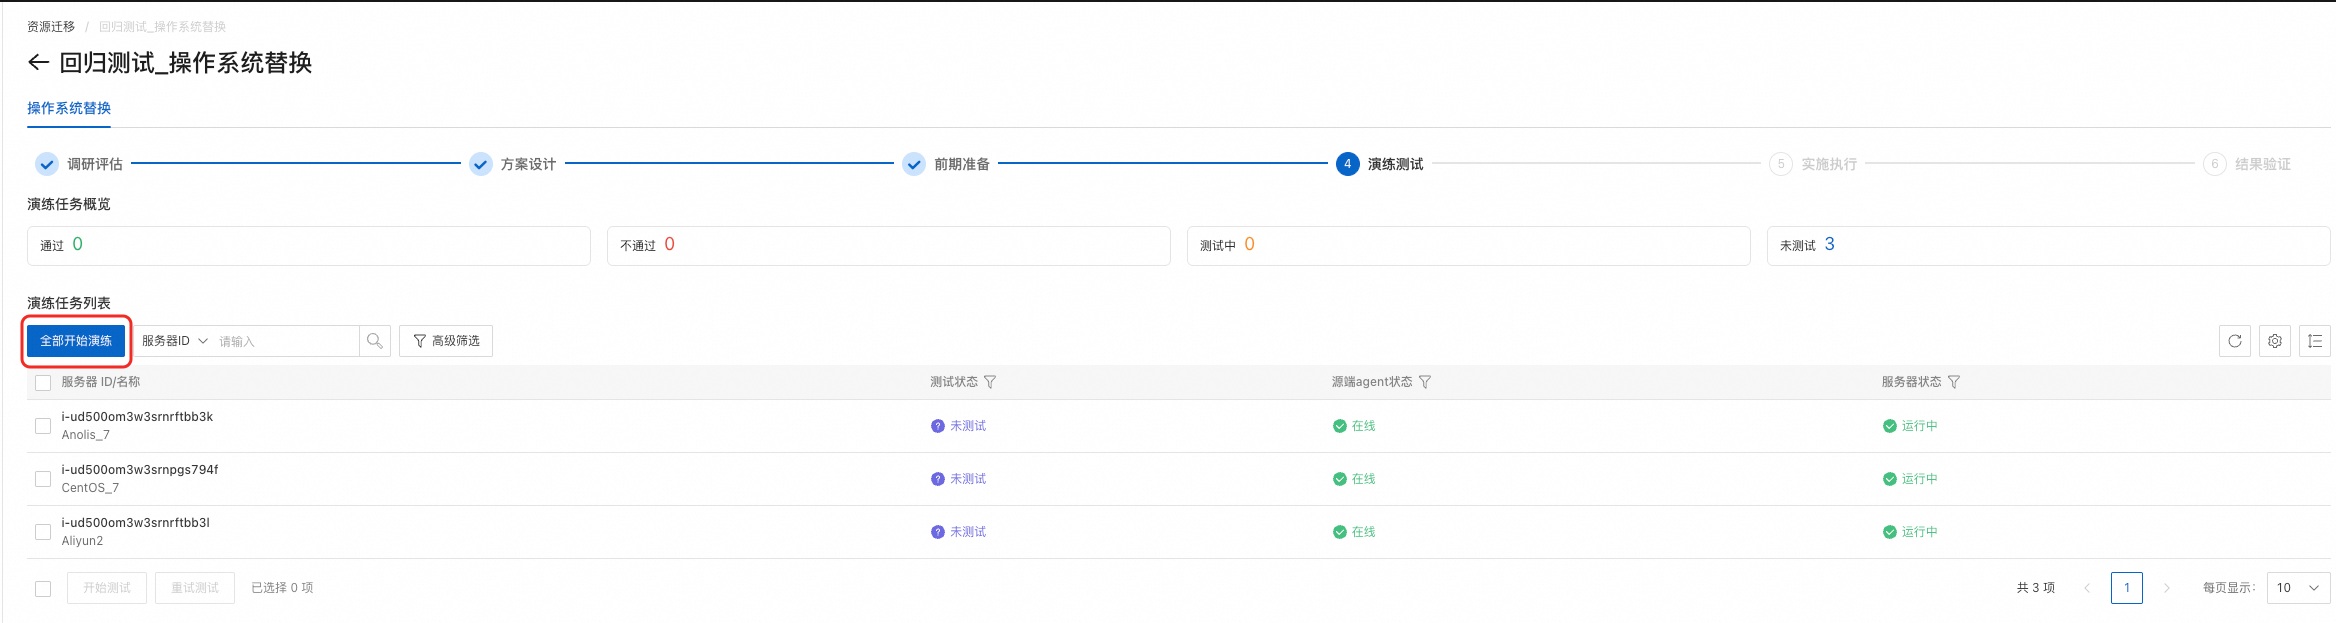 资源迁移 / 回归测试_操作系统替换
回归测试_操作系统替换
操作系统替换
调研评估 方案设计 前期准备 4 演练测试 5 实施执行 6 结果验证
演练任务概览
通过 0 不通过 0 测试中 0 未测试 3
演练任务列表
全部开始演练 服务器ID 请输入 高级筛选
服务器 ID/名称 测试状态 源端agent状态 服务器状态
i-ud500om3w3srnrftbb3k
Anolis_7
未测试 在线 运行中
i-ud500om3w3srnpgs794f
CentOS_7
未测试 在线 运行中
i-ud500om3w3srnrftbb3l
Aliyun2
未测试 在线 运行中
开始测试 重试测试 已选择 0 项 共 3 项 1 每页显示: 10